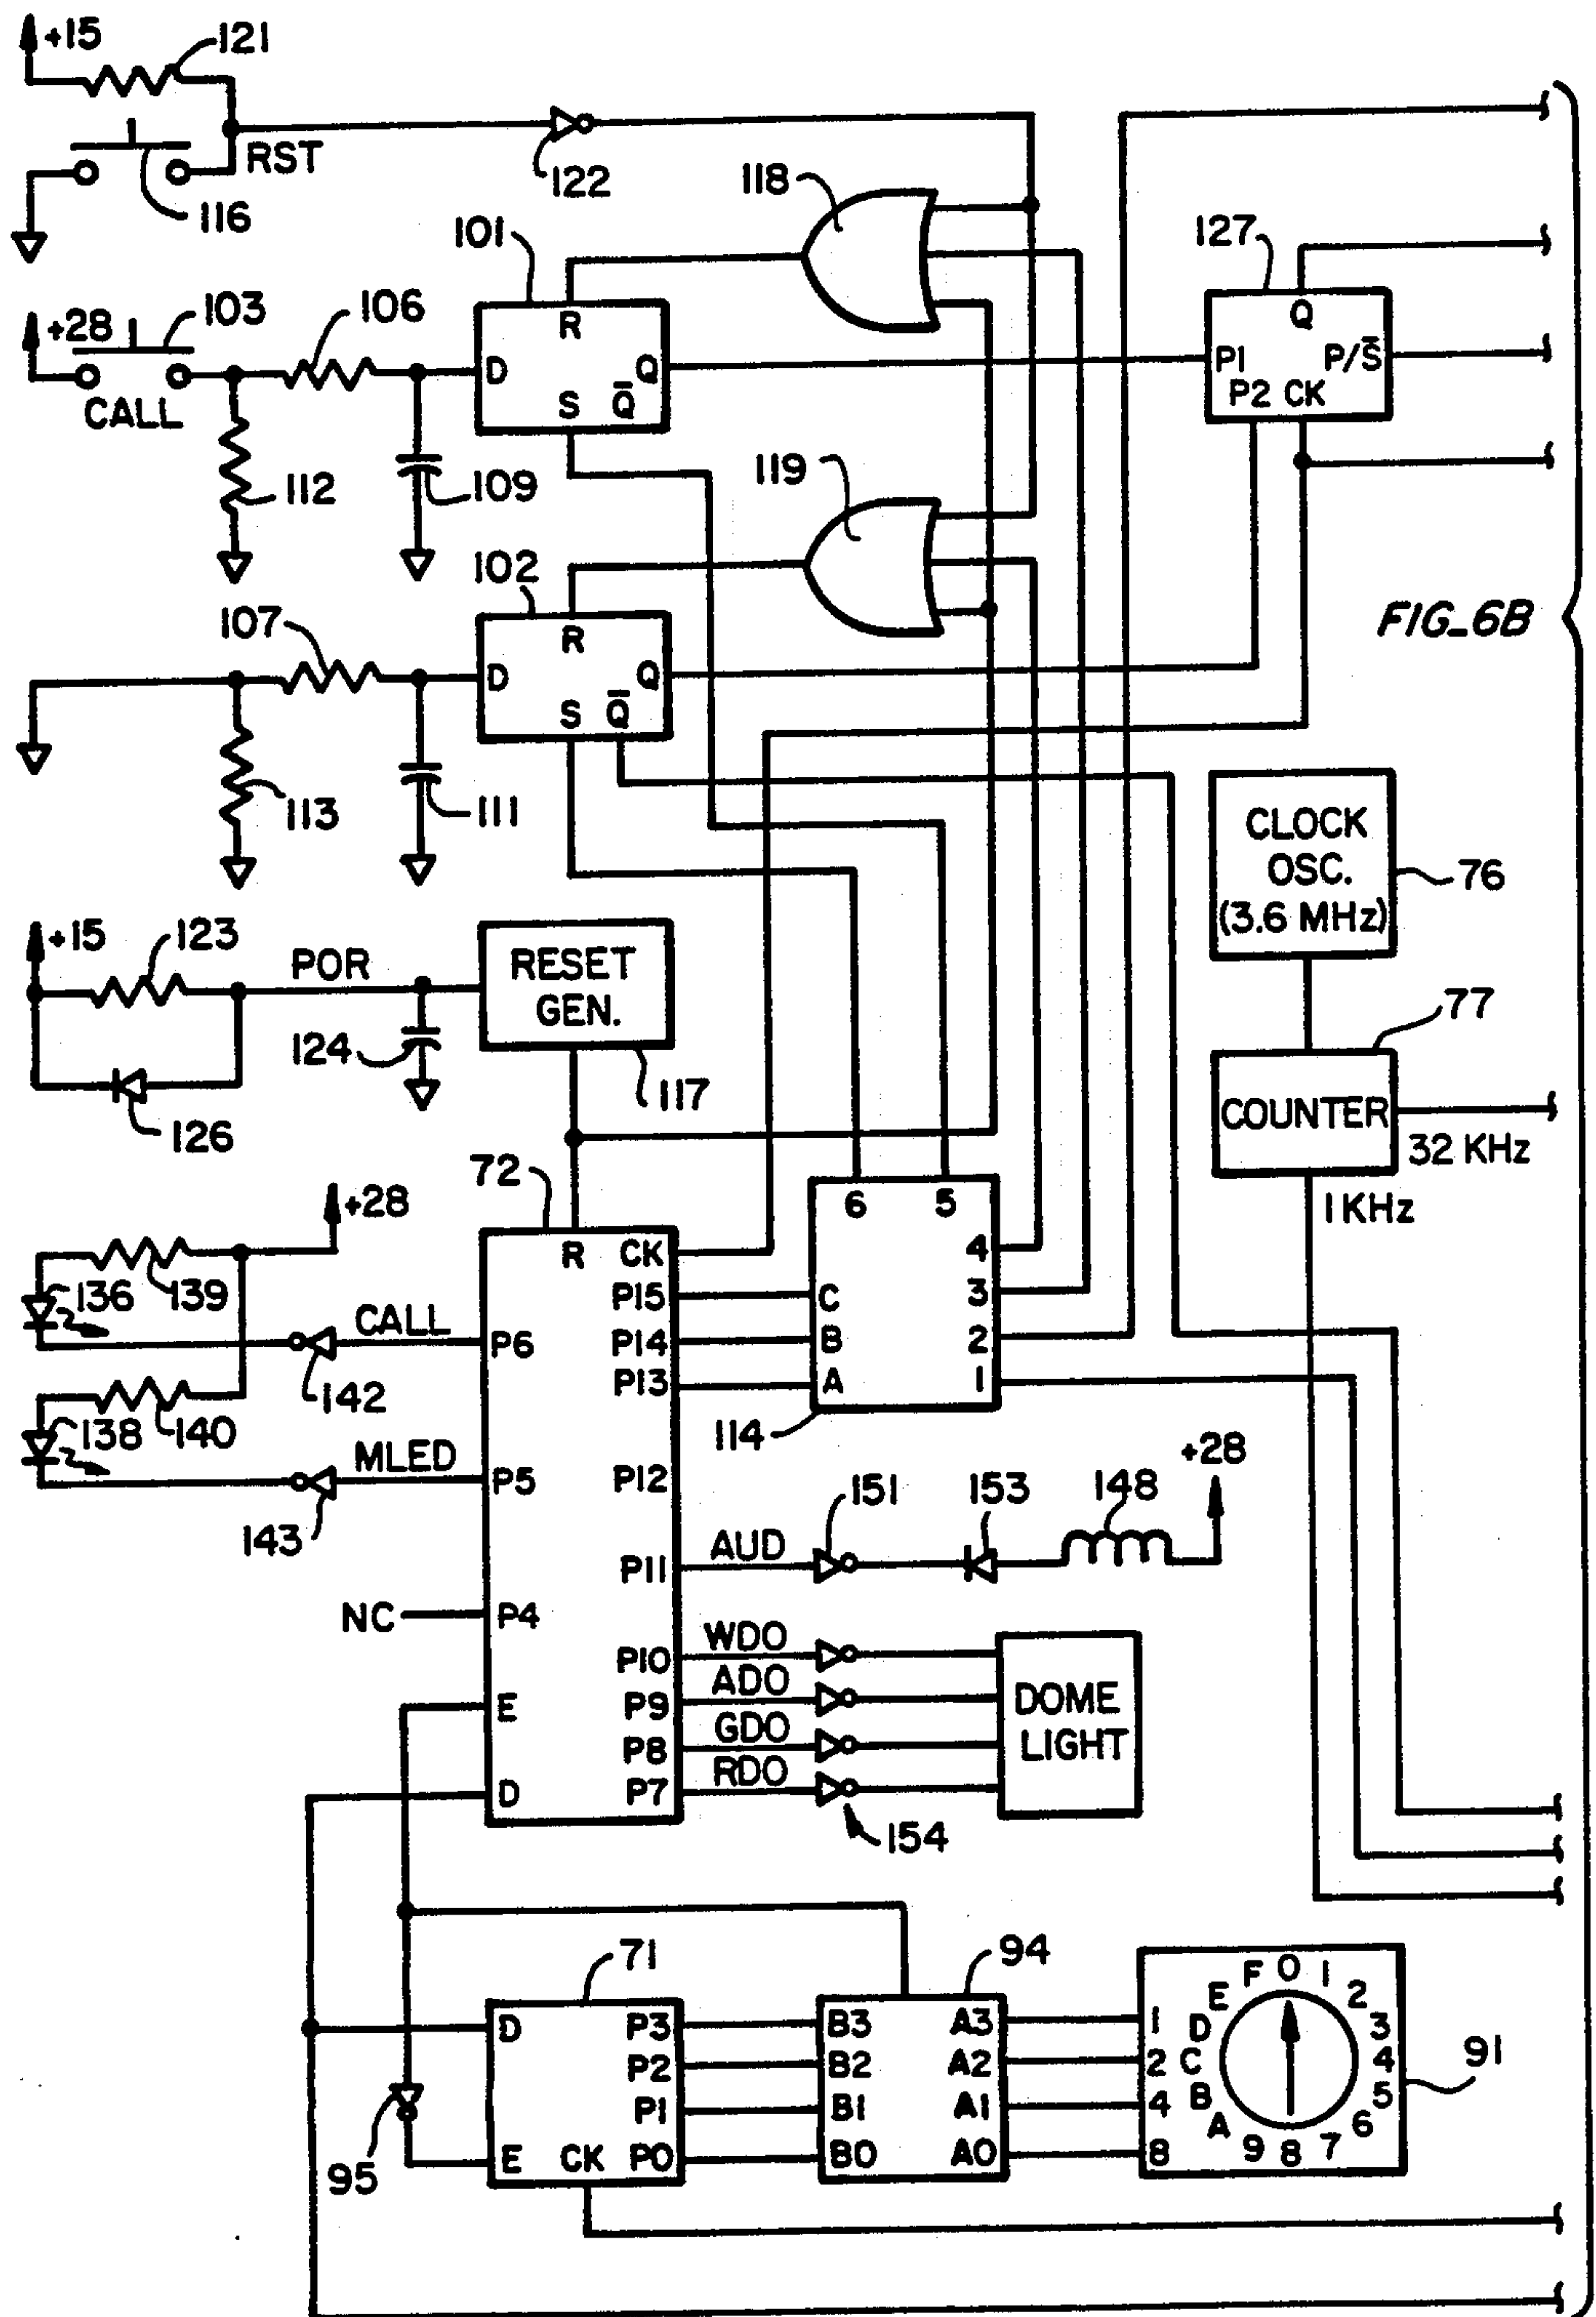 +15
121
RST
116
122
118
101
127
+28
103
106
R
D
Q
S
Q̄
CALL
Q
P1
P/S̄
P2
CK
112
109
119
102
107
R
D
Q
S
Q̄
FIG_6B
113
111
CLOCK
OSC.
(3.6 MHz)
76
+15
123
POR
RESET
GEN.
124
117
126
77
COUNTER
32 KHz
1 KHz
72
+28
R
CK
6
5
4
136
139
P15
C
3
CALL
P6
P14
B
2
P13
A
1
142
138
140
114
MLED
P5
P12
143
151
153
148
+28
AUD
P11
NC
P4
WDO
P10
ADO
P9
GDO
P8
RDO
P7
E
D
DOME
LIGHT
154
71
94
D
P3
B3
A3
1
P2
B2
A2
2
P1
B1
A1
4
E
CK
P0
B0
A0
8
95
F
0
1
2
3
4
5
6
7
8
9
A
B
C
D
E
91